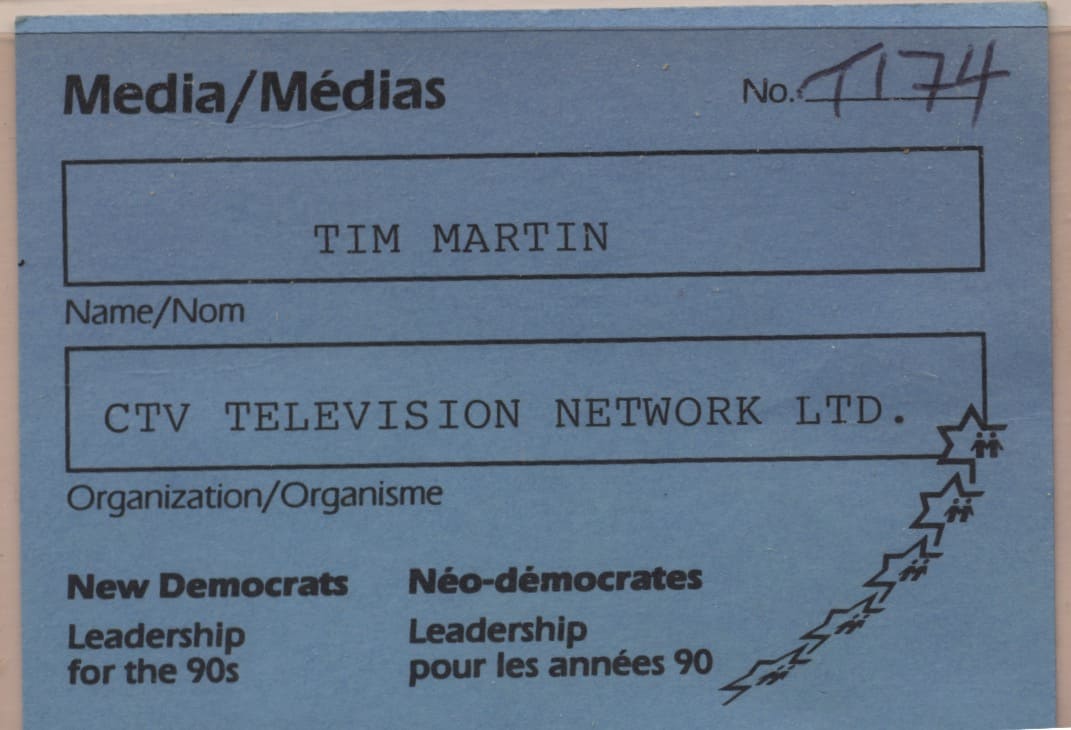 Media/Médias No. T174
TIM MARTIN
Name/Nom
CTV TELEVISION NETWORK LTD.
Organization/Organisme
New Democrats
Leadership
for the 90s
Néo-démocrates
Leadership
pour les années 90